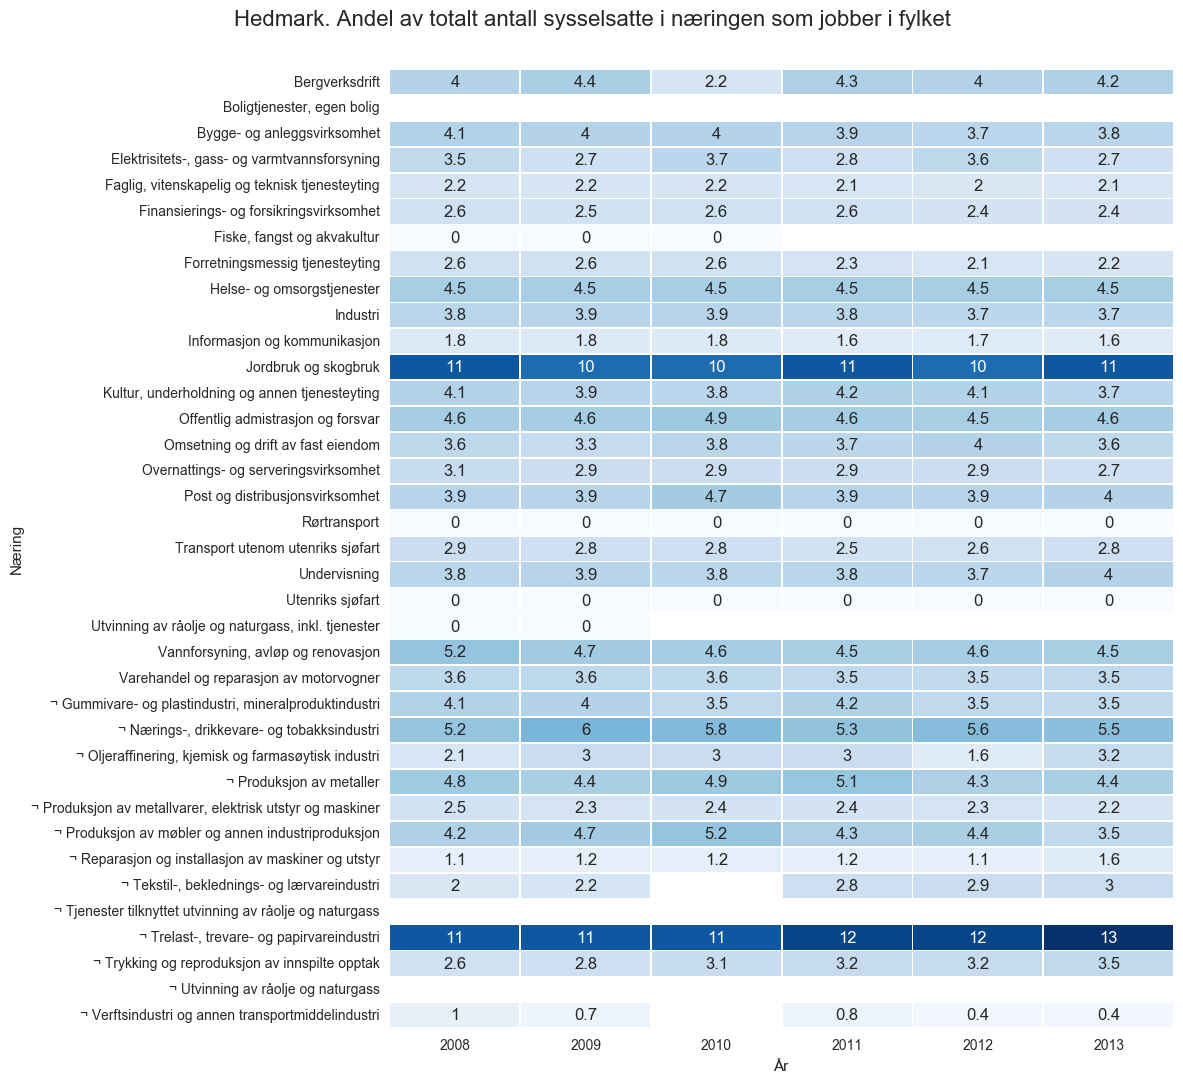 Hedmark. Andel av totalt antall sysselsatte i næringen som jobber i fylket
Bergverksdrift 4 4.4 2.2 4.3 4 4.2
Boligtjenester, egen bolig
Bygge- og anleggsvirksomhet 4.1 4 4 3.9 3.7 3.8
Elektrisitets-, gass- og varmtvannsforsyning 3.5 2.7 3.7 2.8 3.6 2.7
Faglig, vitenskapelig og teknisk tjenesteyting 2.2 2.2 2.2 2.1 2 2.1
Finansierings- og forsikringsvirksomhet 2.6 2.5 2.6 2.6 2.4 2.4
Fiske, fangst og akvakultur 0 0 0
Forretningsmessig tjenesteyting 2.6 2.6 2.6 2.3 2.1 2.2
Helse- og omsorgstjenester 4.5 4.5 4.5 4.5 4.5 4.5
Industri 3.8 3.9 3.9 3.8 3.7 3.7
Informasjon og kommunikasjon 1.8 1.8 1.8 1.6 1.7 1.6
Jordbruk og skogbruk 11 10 10 11 10 11
Kultur, underholdning og annen tjenesteyting 4.1 3.9 3.8 4.2 4.1 3.7
Offentlig admistrasjon og forsvar 4.6 4.6 4.9 4.6 4.5 4.6
Omsetning og drift av fast eiendom 3.6 3.3 3.8 3.7 4 3.6
Overnattings- og serveringsvirksomhet 3.1 2.9 2.9 2.9 2.9 2.7
Post og distribusjonsvirksomhet 3.9 3.9 4.7 3.9 3.9 4
Rørtransport 0 0 0 0 0 0
Transport utenom utenriks sjøfart 2.9 2.8 2.8 2.5 2.6 2.8
Undervisning 3.8 3.9 3.8 3.8 3.7 4
Utenriks sjøfart 0 0 0 0 0 0
Utvinning av råolje og naturgass, inkl. tjenester 0 0
Vannforsyning, avløp og renovasjon 5.2 4.7 4.6 4.5 4.6 4.5
Varehandel og reparasjon av motorvogner 3.6 3.6 3.6 3.5 3.5 3.5
¬ Gummivare- og plastindustri, mineralproduktindustri 4.1 4 3.5 4.2 3.5 3.5
¬ Nærings-, drikkevare- og tobakksindustri 5.2 6 5.8 5.3 5.6 5.5
¬ Oljeraffinering, kjemisk og farmasøytisk industri 2.1 3 3 3 1.6 3.2
¬ Produksjon av metaller 4.8 4.4 4.9 5.1 4.3 4.4
¬ Produksjon av metallvarer, elektrisk utstyr og maskiner 2.5 2.3 2.4 2.4 2.3 2.2
¬ Produksjon av møbler og annen industriproduksjon 4.2 4.7 5.2 4.3 4.4 3.5
¬ Reparasjon og installasjon av maskiner og utstyr 1.1 1.2 1.2 1.2 1.1 1.6
¬ Tekstil-, beklednings- og lærvareindustri 2 2.2 2.8 2.9 3
¬ Tjenester tilknyttet utvinning av råolje og naturgass
¬ Trelast-, trevare- og papirvareindustri 11 11 11 12 12 13
¬ Trykking og reproduksjon av innspilte opptak 2.6 2.8 3.1 3.2 3.2 3.5
¬ Utvinning av råolje og naturgass
¬ Verftsindustri og annen transportmiddelindustri 1 0.7 0.8 0.4 0.4
2008 2009 2010 2011 2012 2013
År
Næring